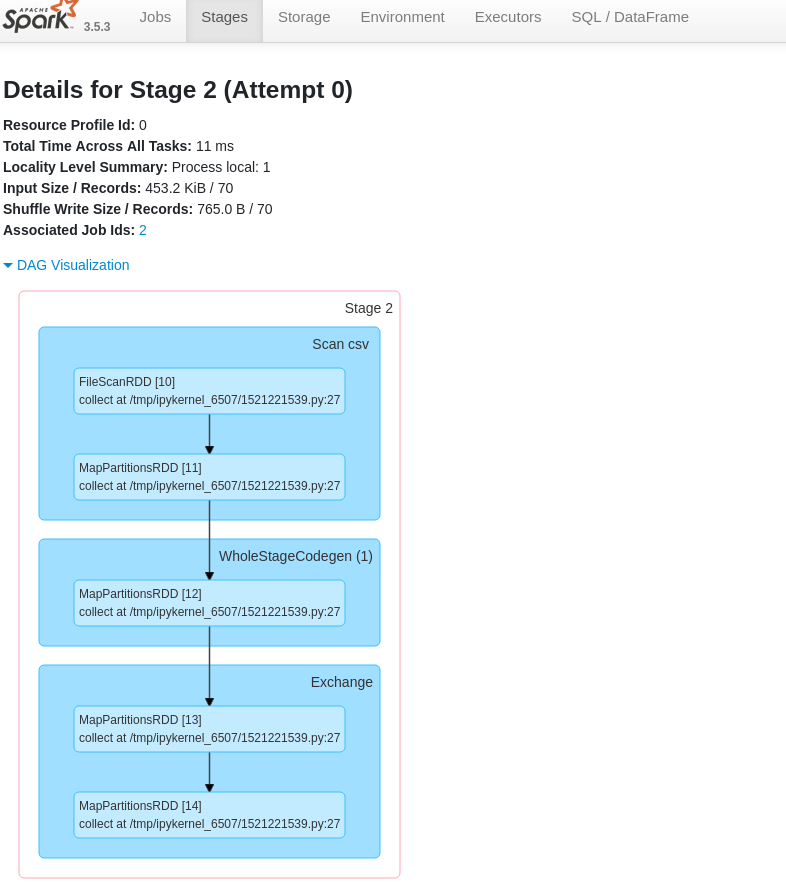 APACHE
Spark 3.5.3 Jobs Stages Storage Environment Executors SQL / DataFrame
Details for Stage 2 (Attempt 0)
Resource Profile Id: 0
Total Time Across All Tasks: 11 ms
Locality Level Summary: Process local: 1
Input Size / Records: 453.2 KiB / 70
Shuffle Write Size / Records: 765.0 B / 70
Associated Job Ids: 2
DAG Visualization
Stage 2
Scan csv
FileScanRDD [10]
collect at /tmp/ipykernel_6507/1521221539.py:27
MapPartitionsRDD [11]
collect at /tmp/ipykernel_6507/1521221539.py:27
WholeStageCodegen (1)
MapPartitionsRDD [12]
collect at /tmp/ipykernel_6507/1521221539.py:27
Exchange
MapPartitionsRDD [13]
collect at /tmp/ipykernel_6507/1521221539.py:27
MapPartitionsRDD [14]
collect at /tmp/ipykernel_6507/1521221539.py:27